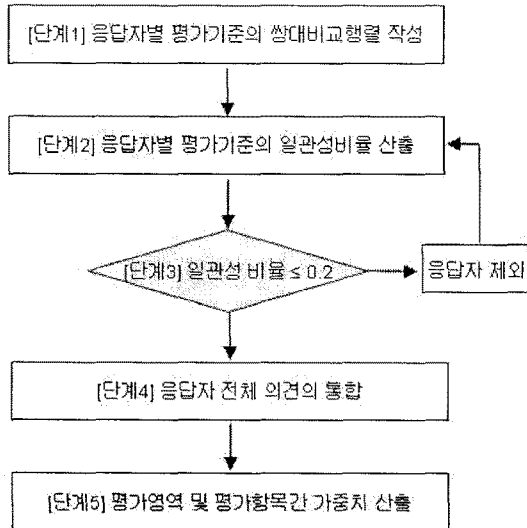 [단계1] 응답자별 평가기준의 쌍대비교행렬 작성
[단계2] 응답자별 평가기준의 일관성비율 산출
[단계3] 일관성 비율 ≤ 0.2
응답자 제외
[단계4] 응답자 전체 의견의 통합
[단계5] 평가영역 및 평가항목간 가중치 산출